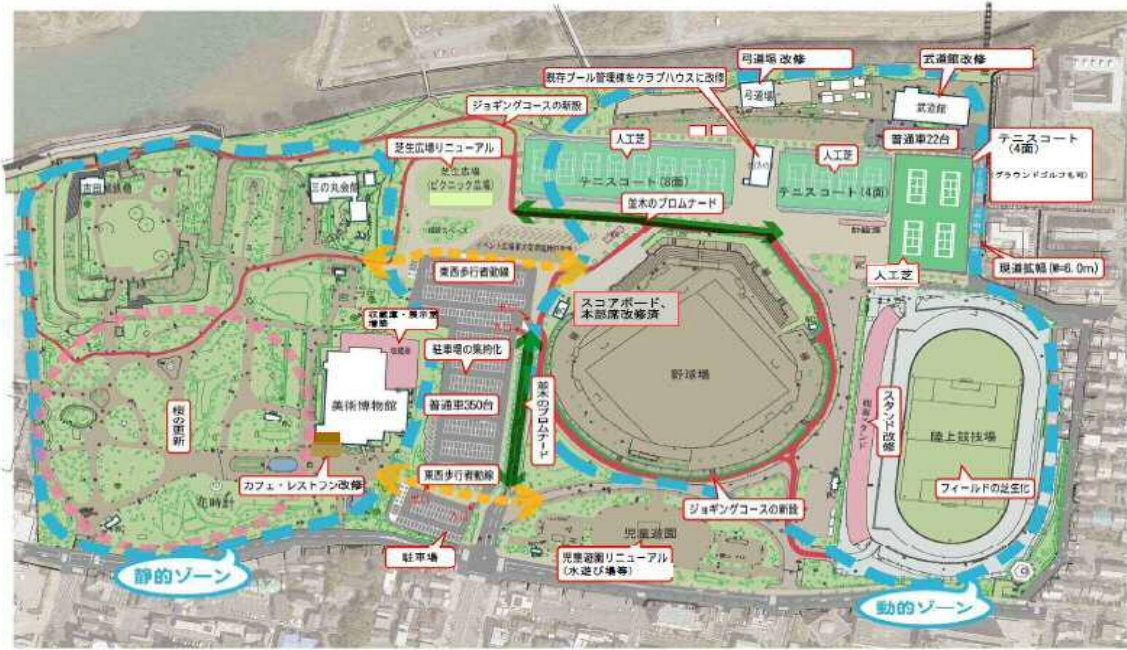 弓道場 改修
武道館改修
既存プール管理棟をクラブハウスに改修
弓道場
武道館
ジョギングコースの新設
人工芝
普通車22台
テニスコート
(4面)
芝生広場リニューアル
人工芝
芝生広場
(ピクニック広場)
テニスコート(8面)
テニスコート(4面)
三の丸会館
並木のプロムナード
人工芝
現道拡幅(W=6.0m)
東西歩行者動線
スコアボード、
本部席改修済
収蔵庫・展示室
増築
駐車場の集約化
野球場
美術博物館
普通車350台
並木のプロムナード
桜の更新
スタンド改修
陸上競技場
カフェ・レストラン改修
東西歩行者動線
フィールドの芝生化
花時計
ジョギングコースの新設
児童遊園
駐車場
児童遊園リニューアル
(水遊び場等)
静的ゾーン
動的ゾーン